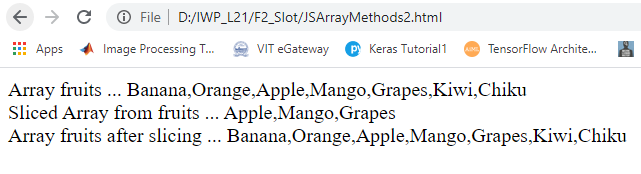 File | D:/IWP_L21/F2_Slot/JSArrayMethods2.html
Apps Image Processing T... VIT eGateway Keras Tutorial1 TensorFlow Archite...
Array fruits ... Banana,Orange,Apple,Mango,Grapes,Kiwi,Chiku
Sliced Array from fruits ... Apple,Mango,Grapes
Array fruits after slicing ... Banana,Orange,Apple,Mango,Grapes,Kiwi,Chiku